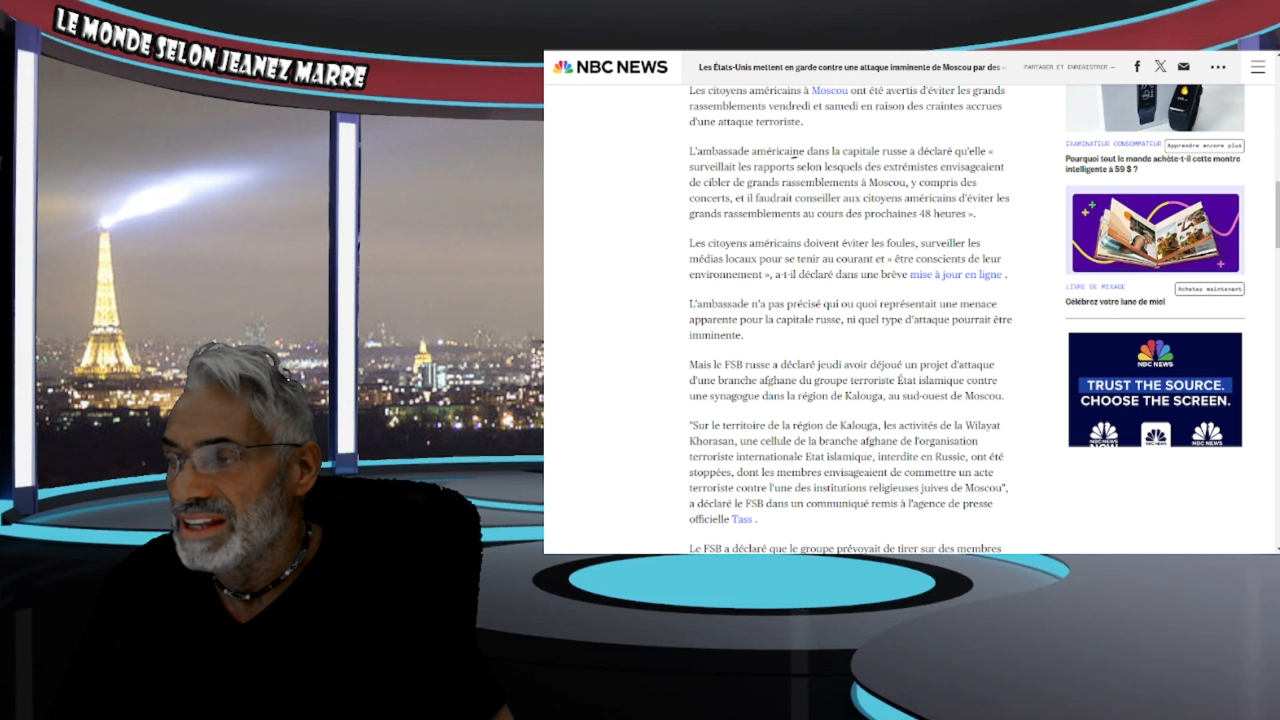 LE MONDE SELON JEANEZ MARRE
NBC NEWS
Les États-Unis mettent en garde contre une attaque imminente de Moscou par des
PARTAGER ET ENREGISTRER —
Les citoyens américains à Moscou ont été avertis d'éviter les grands
rassemblements vendredi et samedi en raison des craintes accrues
d'une attaque terroriste.
L'ambassade américaine dans la capitale russe a déclaré qu'elle «
surveillait les rapports selon lesquels des extrémistes envisageaient
de cibler de grands rassemblements à Moscou, y compris des
concerts, et il faudrait conseiller aux citoyens américains d'éviter les
grands rassemblements au cours des prochaines 48 heures ».
Les citoyens américains doivent éviter les foules, surveiller les
médias locaux pour se tenir au courant et « être conscients de leur
environnement », a-t-il déclaré dans une brève mise à jour en ligne .
L'ambassade n'a pas précisé qui ou quoi représentait une menace
apparente pour la capitale russe, ni quel type d'attaque pourrait être
imminente.
Mais le FSB russe a déclaré jeudi avoir déjoué un projet d'attaque
d'une branche afghane du groupe terroriste État islamique contre
une synagogue dans la région de Kalouga, au sud-ouest de Moscou.
"Sur le territoire de la région de Kalouga, les activités de la Wilayat
Khorasan, une cellule de la branche afghane de l'organisation
terroriste internationale Etat islamique, interdite en Russie, ont été
stoppées, dont les membres envisageaient de commettre un acte
terroriste contre l'une des institutions religieuses juives de Moscou",
a déclaré le FSB dans un communiqué remis à l'agence de presse
officielle Tass .
Le FSB a déclaré que le groupe prévoyait de tirer sur des membres
EXAMINATEUR CONSOMMATEUR
Apprendre encore plus
Pourquoi tout le monde achète-t-il cette montre
intelligente à 59 $ ?
LIVRE DE MIXAGE
Achetez maintenant
Célébrez votre lune de miel
NBC NEWS
TRUST THE SOURCE.
CHOOSE THE SCREEN.
NBC NEWS
NOW